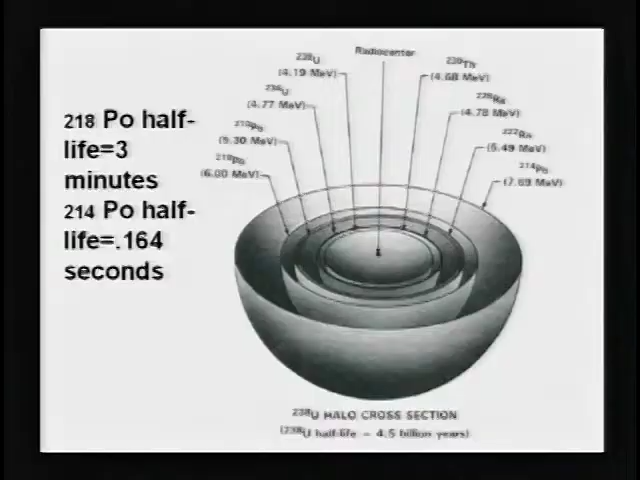 218 Po half-
life=3
minutes
214 Po half-
life=.164
seconds
Radiocenter
238U
(4.19 MeV)
234U
(4.77 MeV)
210Po
(5.30 MeV)
218Po
(6.00 MeV)
230Th
(4.68 MeV)
226Ra
(4.78 MeV)
222Rn
(5.49 MeV)
214Po
(7.69 MeV)
238U HALO CROSS SECTION
(238U half-life = 4.5 billion years)